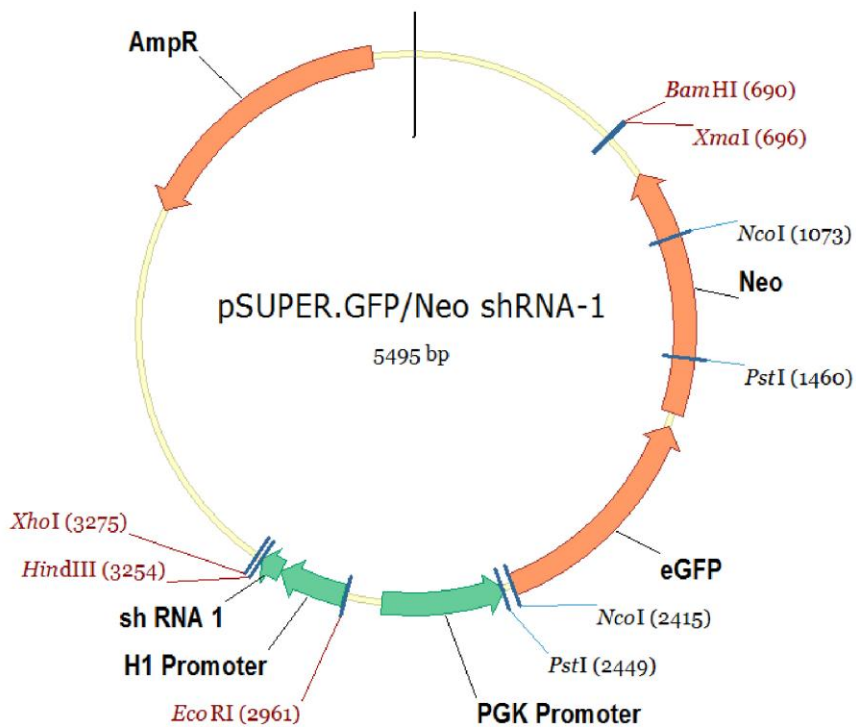 AmpR
BamHI (690)
XmaI (696)
NcoI (1073)
Neo
pSUPER.GFP/Neo shRNA-1
5495 bp
PstI (1460)
XhoI (3275)
HindIII (3254)
eGFP
sh RNA 1
NcoI (2415)
H1 Promoter
PstI (2449)
EcoRI (2961)
PGK Promoter